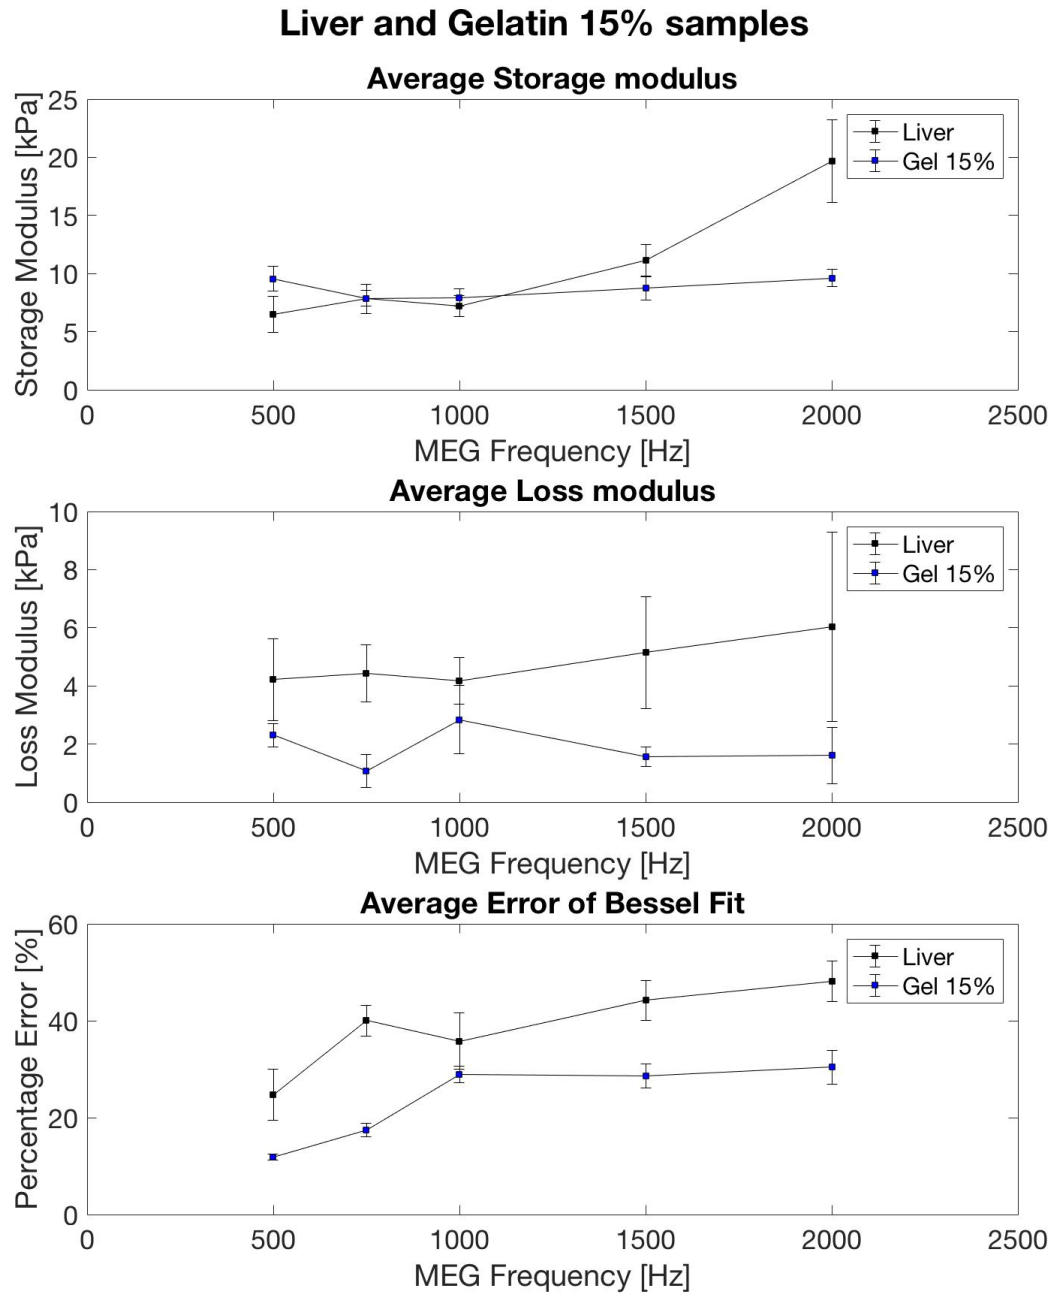 Liver and Gelatin 15% samples
Average Storage modulus
Storage Modulus [kPa]
25
20
15
10
5
0
Liver
Gel 15%
0 500 1000 1500 2000 2500
MEG Frequency [Hz]
Average Loss modulus
Loss Modulus [kPa]
10
8
6
4
2
0
Liver
Gel 15%
0 500 1000 1500 2000 2500
MEG Frequency [Hz]
Average Error of Bessel Fit
Percentage Error [%]
60
40
20
0
Liver
Gel 15%
0 500 1000 1500 2000 2500
MEG Frequency [Hz]